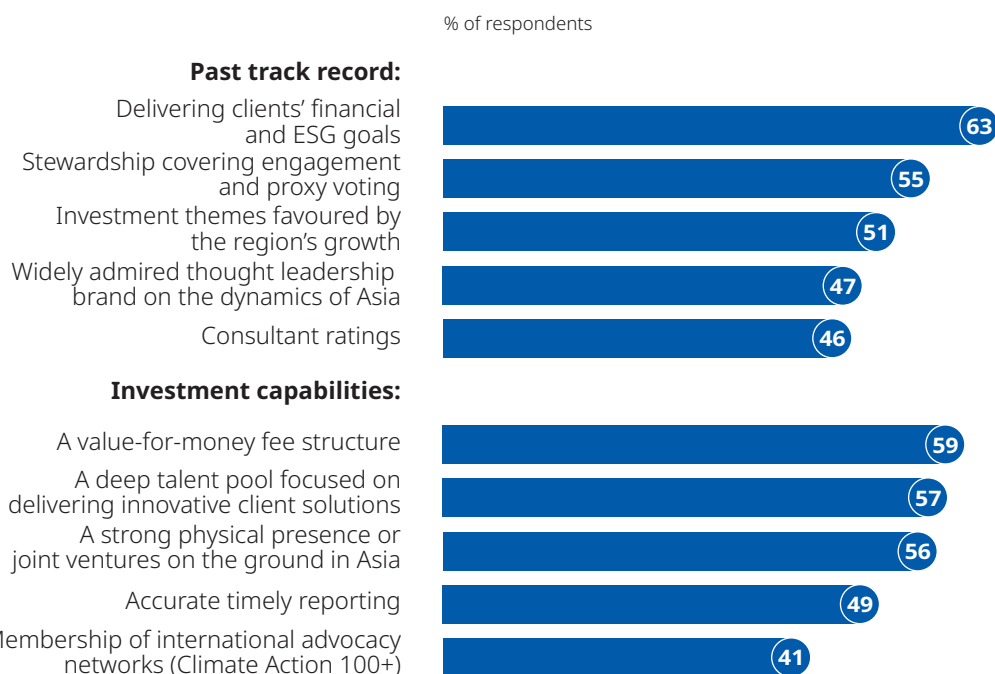 % of respondents
Past track record:
Delivering clients’ financial
and ESG goals
63
Stewardship covering engagement
and proxy voting
55
Investment themes favoured by
the region’s growth
51
Widely admired thought leadership
brand on the dynamics of Asia
47
Consultant ratings
46
Investment capabilities:
A value-for-money fee structure
59
A deep talent pool focused on
delivering innovative client solutions
57
A strong physical presence or
joint ventures on the ground in Asia
56
Accurate timely reporting
49
Membership of international advocacy
networks (Climate Action 100+)
41